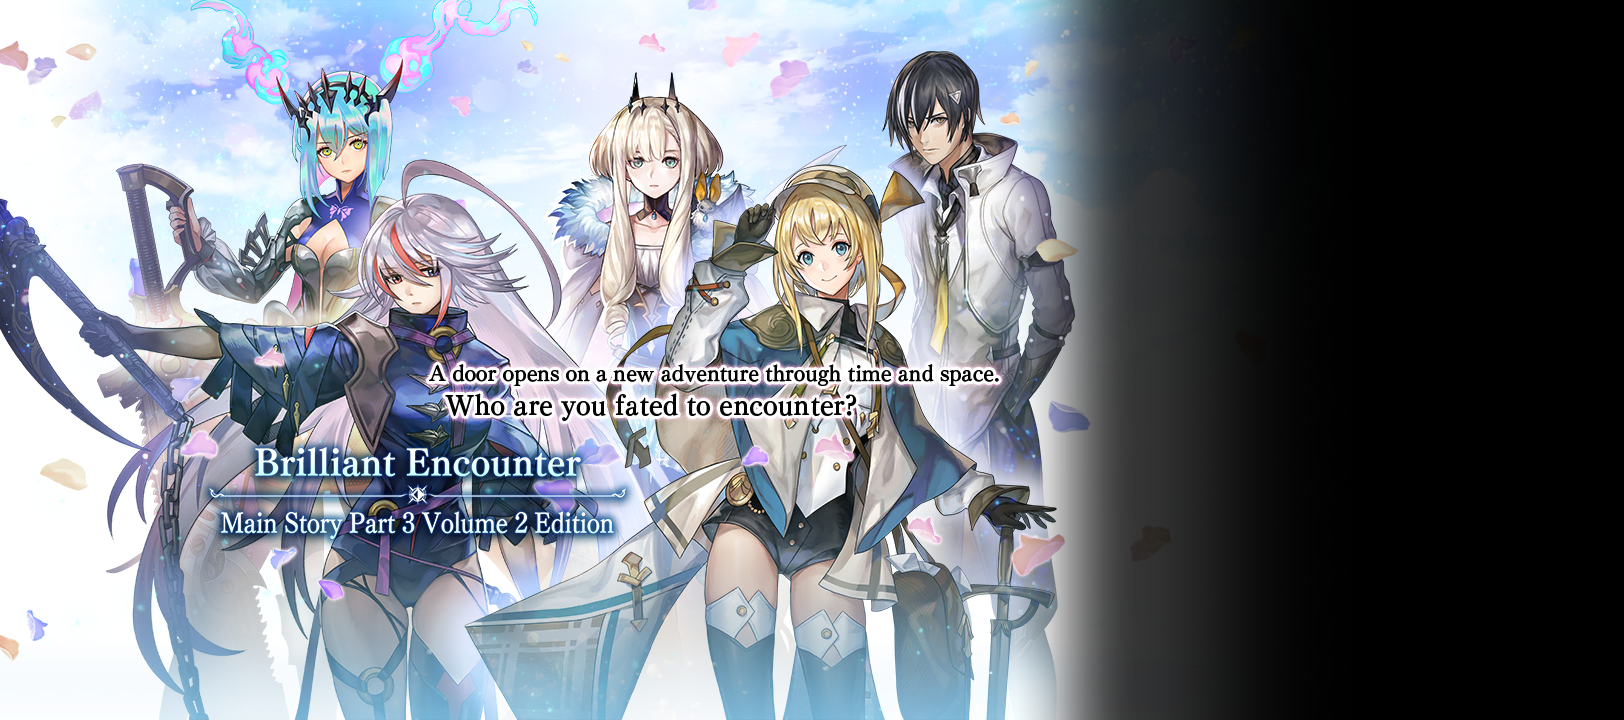 A door opens on a new adventure through time and space.
Who are you fated to encounter?
Brilliant Encounter
Main Story Part 3 Volume 2 Edition